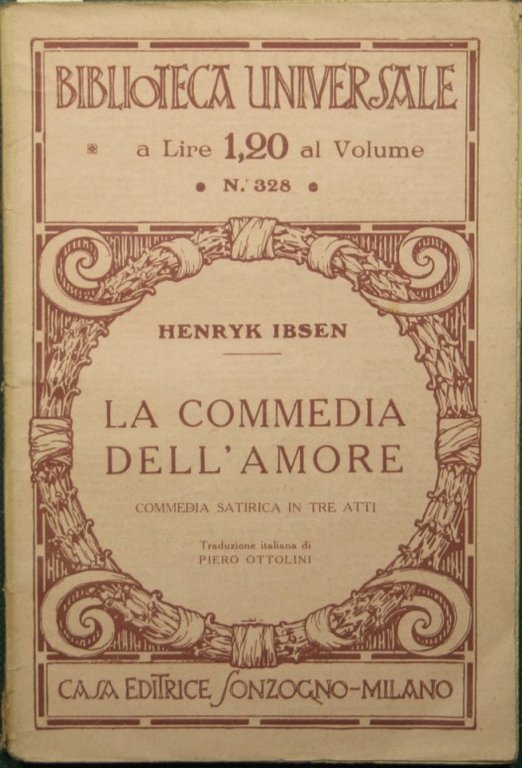 BIBLIOTECA UNIVERSALE
a Lire 1,20 al Volume
N.º 328
HENRYK IBSEN
LA COMMEDIA
DELL'AMORE
COMMEDIA SATIRICA IN TRE ATTI
Traduzione italiana di
PIERO OTTOLINI
CASA EDITRICE SONZOGNO-MILANO